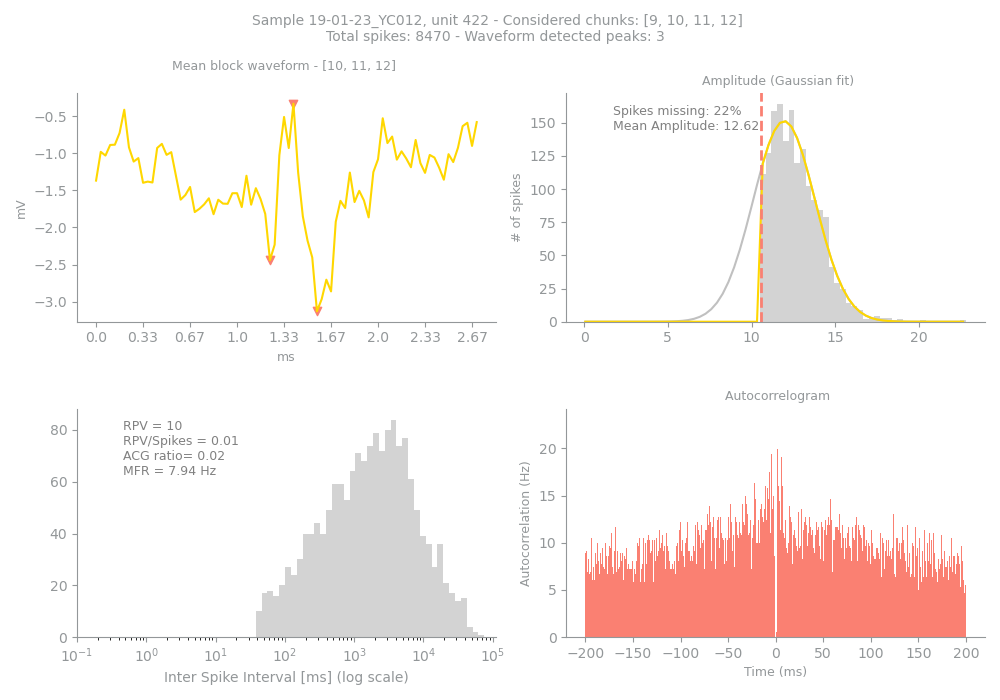 Sample 19-01-23_YC012, unit 422 - Considered chunks: [9, 10, 11, 12]
Total spikes: 8470 - Waveform detected peaks: 3
Mean block waveform - [10, 11, 12]
mV
−0.5
−1.0
−1.5
−2.0
−2.5
−3.0
0.0 0.33 0.67 1.0 1.33 1.67 2.0 2.33 2.67
ms
Amplitude (Gaussian fit)
Spikes missing: 22%
Mean Amplitude: 12.62
# of spikes
150
125
100
75
50
25
0
0 5 10 15 20
RPV = 10
RPV/Spikes = 0.01
ACG ratio= 0.02
MFR = 7.94 Hz
80
60
40
20
0
10⁻¹ 10⁰ 10¹ 10² 10³ 10⁴ 10⁵
Inter Spike Interval [ms] (log scale)
Autocorrelogram
Autocorrelation (Hz)
20
15
10
5
0
−200 −150 −100 −50 0 50 100 150 200
Time (ms)